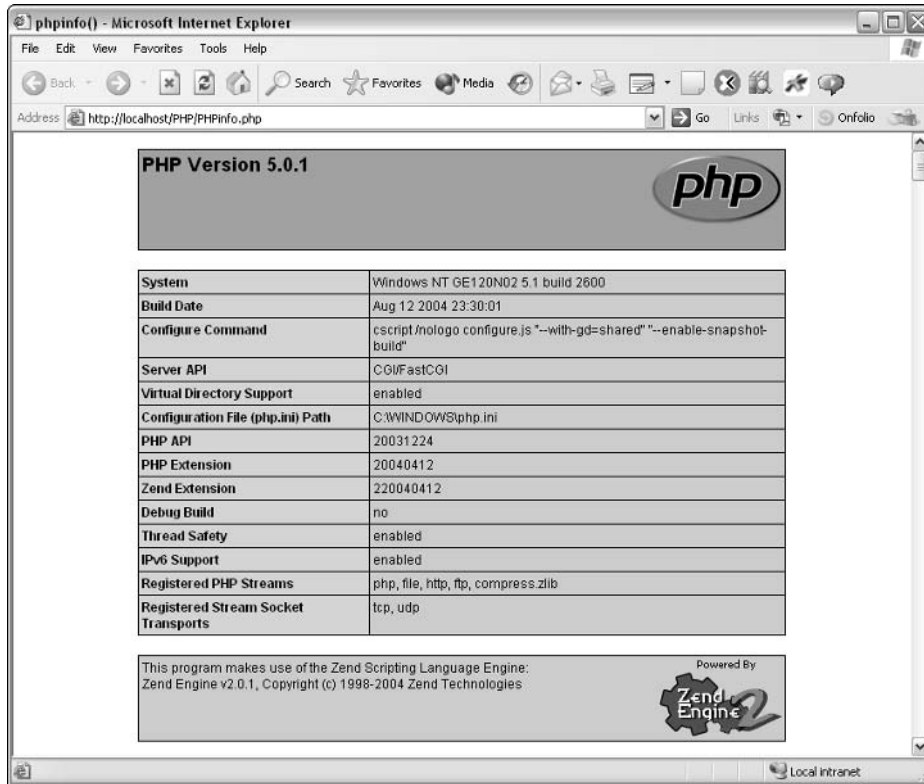 phpinfo() - Microsoft Internet Explorer
File Edit View Favorites Tools Help
Back Search Favorites Media
Address http://localhost/PHP/PHPinfo.php Go Links Onfolio
PHP Version 5.0.1
php
System Windows NT GE120N02 5.1 build 2600
Build Date Aug 12 2004 23:30:01
Configure Command cscript /nologo configure.js "--with-gd=shared" "--enable-snapshot-
build"
Server API CGI/FastCGI
Virtual Directory Support enabled
Configuration File (php.ini) Path C:\WINDOWS\php.ini
PHP API 20031224
PHP Extension 20040412
Zend Extension 220040412
Debug Build no
Thread Safety enabled
IPv6 Support enabled
Registered PHP Streams php, file, http, ftp, compress.zlib
Registered Stream Socket tcp, udp
Transports
This program makes use of the Zend Scripting Language Engine:
Zend Engine v2.0.1, Copyright (c) 1998-2004 Zend Technologies
Powered By
Zend
Engine 2
Local intranet